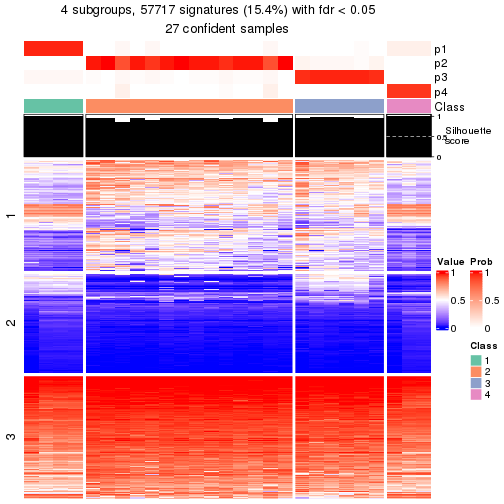 4 subgroups, 57717 signatures (15.4%) with fdr < 0.05
27 confident samples
p1
p2
p3
p4
Class
1
0.5
0
Silhouette
score
1
2
3
Value
1
0.5
0
Prob
1
0.5
0
Class
1
2
3
4